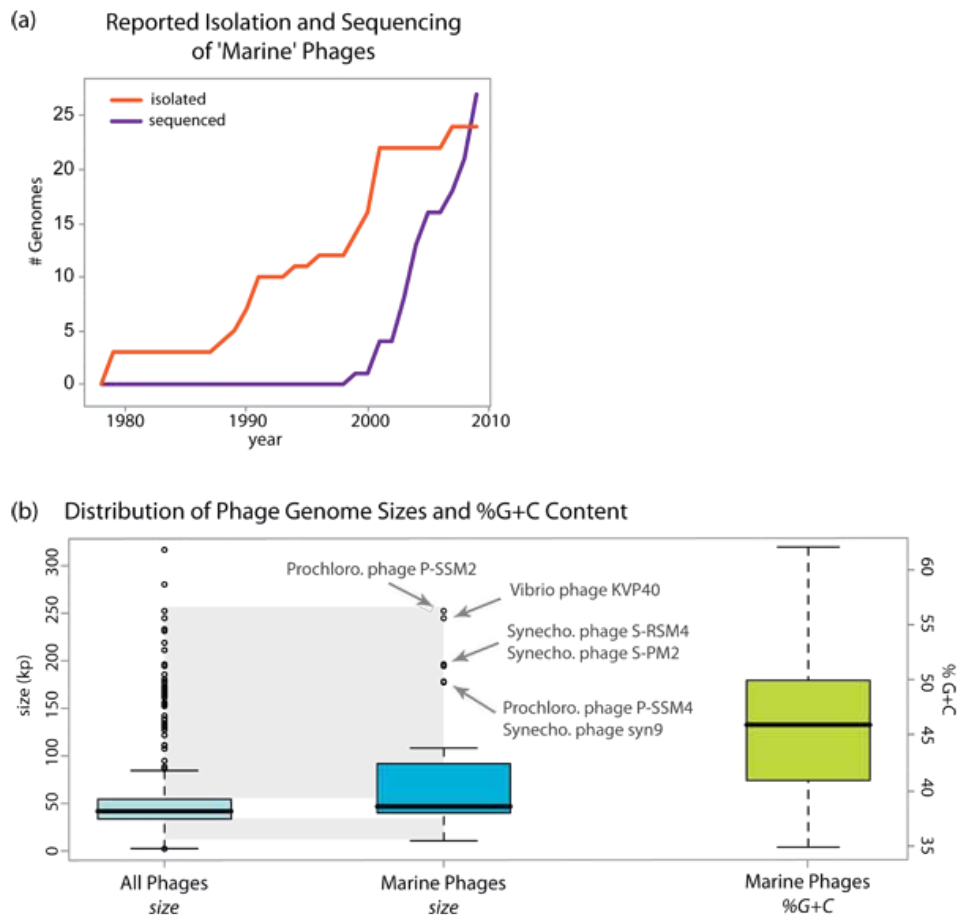 (a)
Reported Isolation and Sequencing
of 'Marine' Phages
isolated
sequenced
# Genomes
25
20
15
10
5
0
1980
1990
2000
2010
year
(b) Distribution of Phage Genome Sizes and %G+C Content
size (kp)
300
250
200
150
100
50
0
Prochloro. phage P-SSM2
Vibrio phage KVP40
Synecho. phage S-RSM4
Synecho. phage S-PM2
Prochloro. phage P-SSM4
Synecho. phage syn9
60
55
50
45
40
35
% G+C
All Phages
size
Marine Phages
size
Marine Phages
%G+C